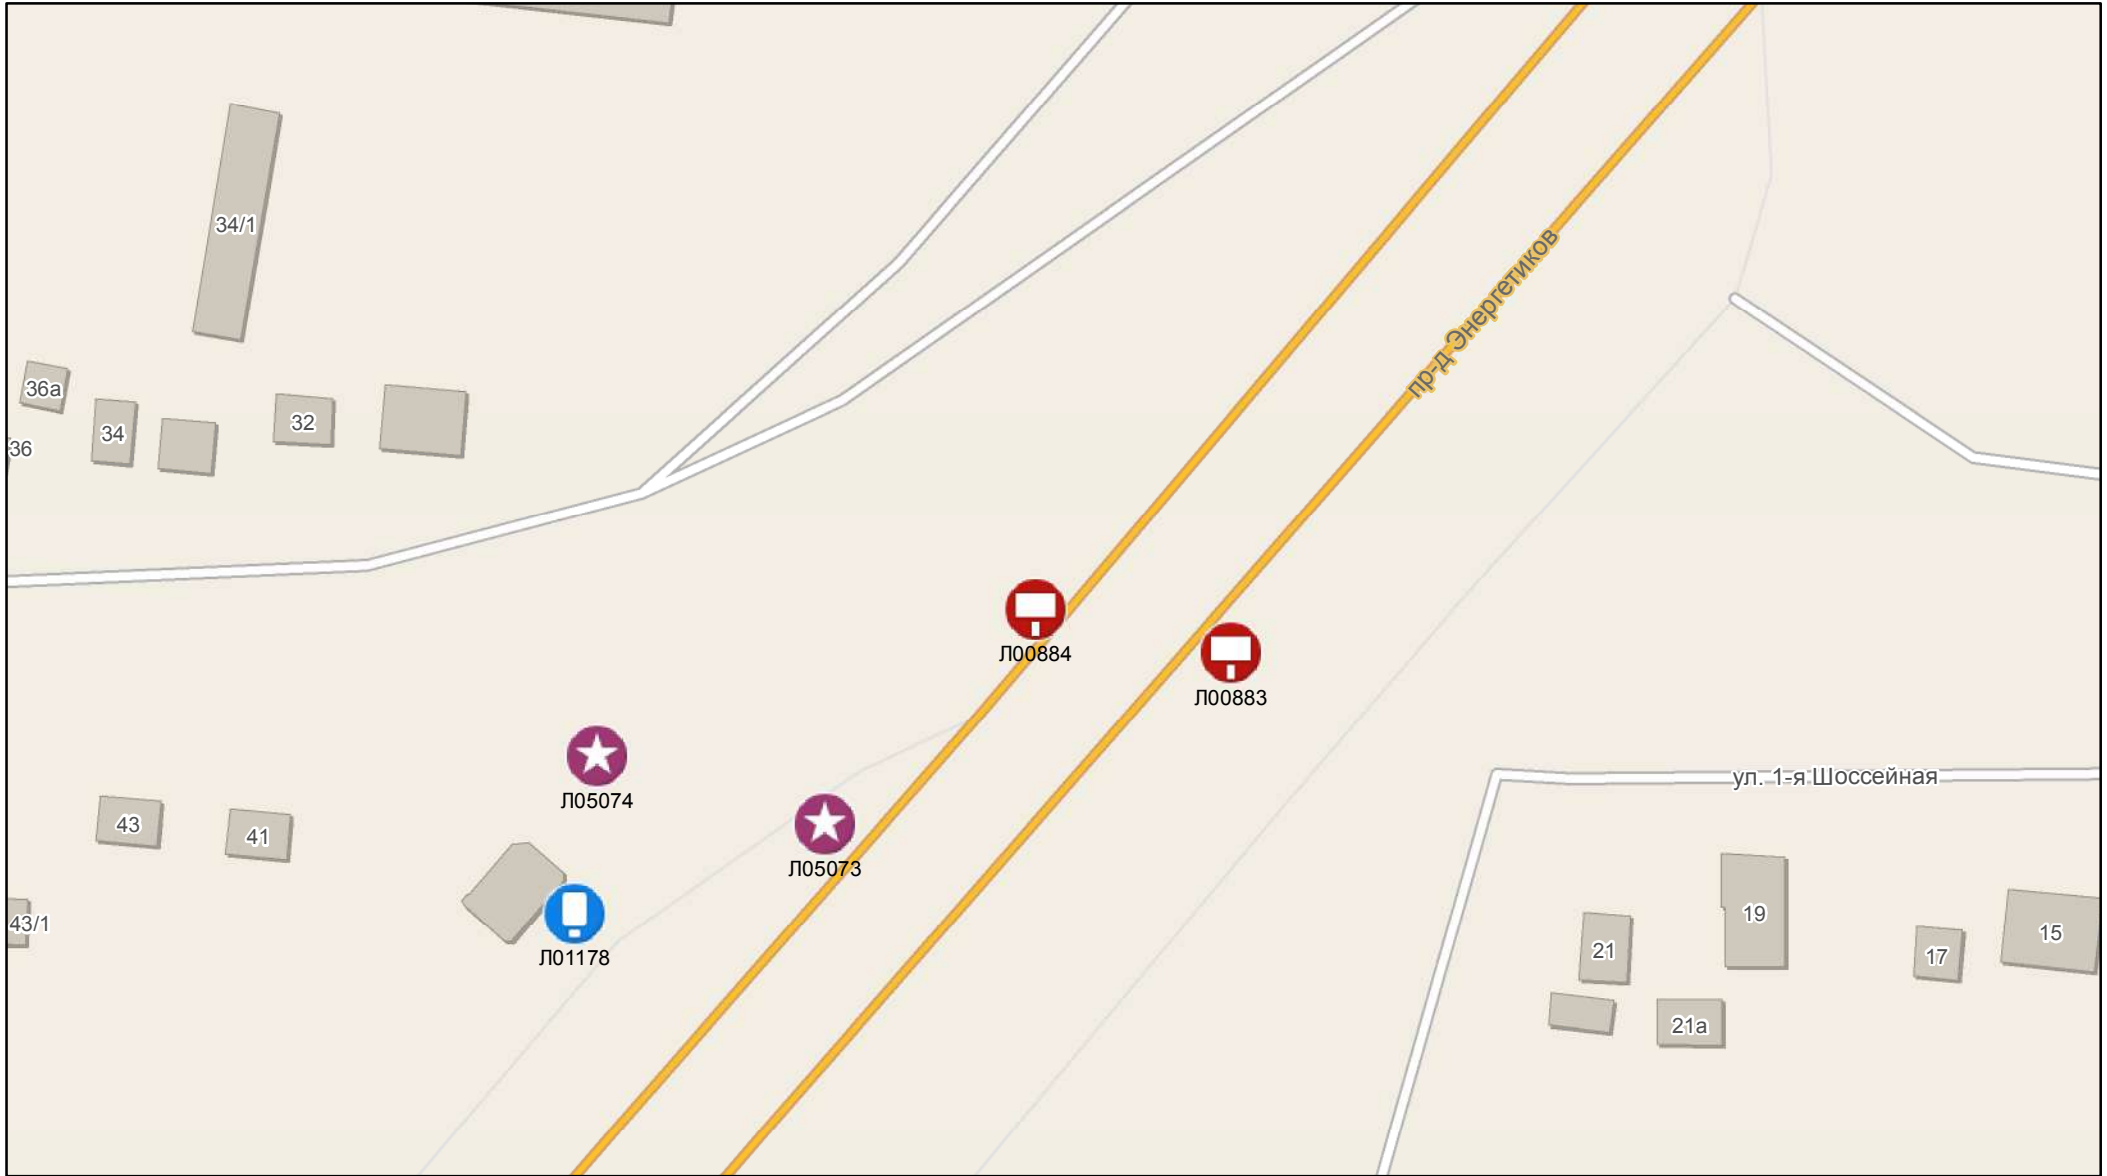 34/1
пр-д Энергетиков
36а
34
32
36
Л00884
Л00883
ул. 1-я Шоссейная
Л05074
43
41
Л05073
43/1
19
15
21
17
Л01178
21а